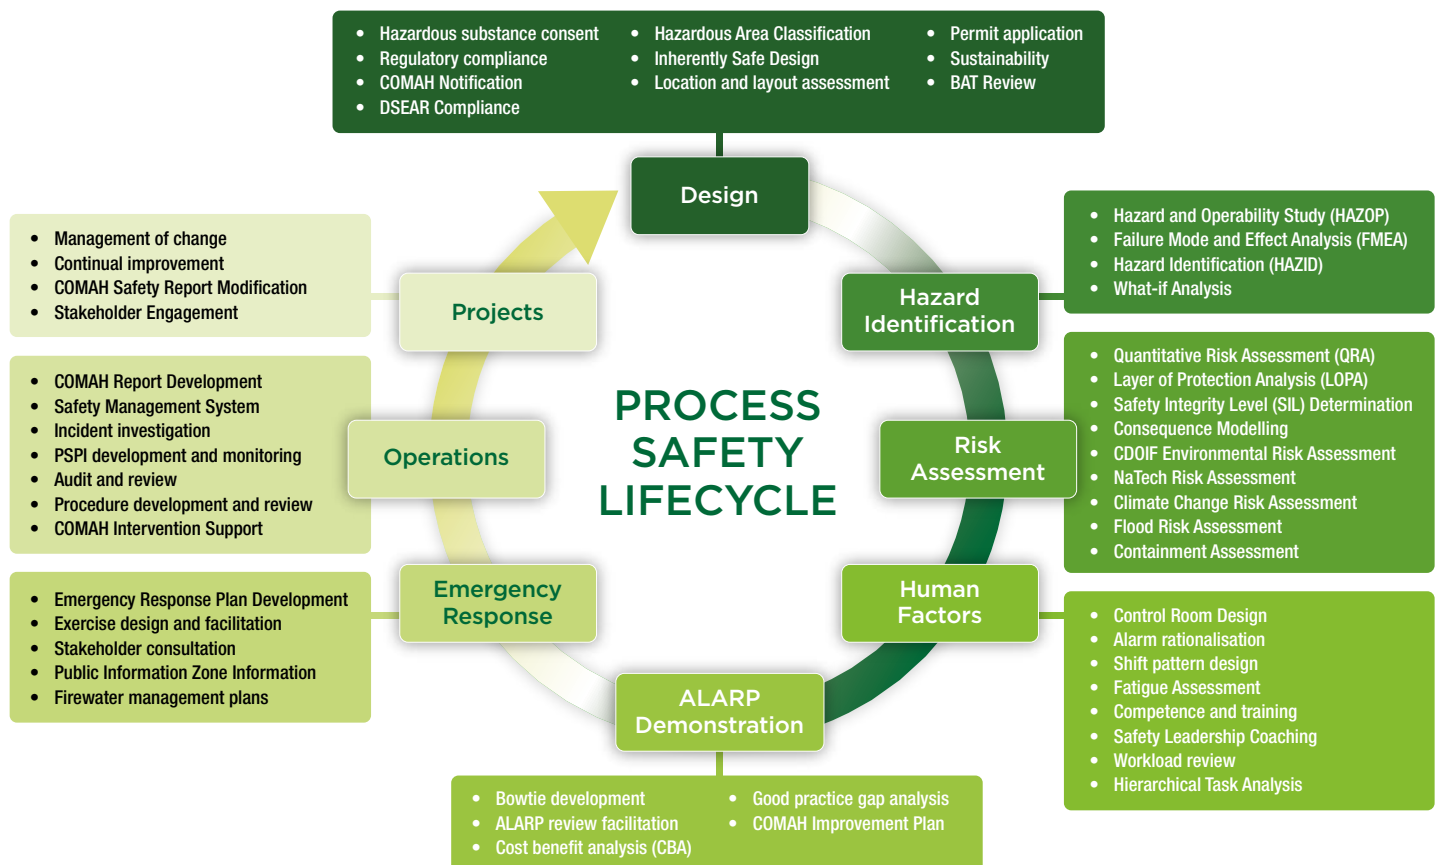 • Hazardous substance consent
• Regulatory compliance
• COMAH Notification
• DSEAR Compliance
• Hazardous Area Classification
• Inherently Safe Design
• Location and layout assessment
• Permit application
• Sustainability
• BAT Review
Design
• Hazard and Operability Study (HAZOP)
• Failure Mode and Effect Analysis (FMEA)
• Hazard Identification (HAZID)
• What-if Analysis
Hazard
Identification
• Quantitative Risk Assessment (QRA)
• Layer of Protection Analysis (LOPA)
• Safety Integrity Level (SIL) Determination
• Consequence Modelling
• CDOIF Environmental Risk Assessment
• NaTech Risk Assessment
• Climate Change Risk Assessment
• Flood Risk Assessment
• Containment Assessment
Risk
Assessment
• Control Room Design
• Alarm rationalisation
• Shift pattern design
• Fatigue Assessment
• Competence and training
• Safety Leadership Coaching
• Workload review
• Hierarchical Task Analysis
Human
Factors
ALARP
Demonstration
• Bowtie development
• ALARP review facilitation
• Cost benefit analysis (CBA)
• Good practice gap analysis
• COMAH Improvement Plan
Emergency
Response
• Emergency Response Plan Development
• Exercise design and facilitation
• Stakeholder consultation
• Public Information Zone Information
• Firewater management plans
Operations
• COMAH Report Development
• Safety Management System
• Incident investigation
• PSPI development and monitoring
• Audit and review
• Procedure development and review
• COMAH Intervention Support
Projects
• Management of change
• Continual improvement
• COMAH Safety Report Modification
• Stakeholder Engagement
PROCESS
SAFETY
LIFECYCLE